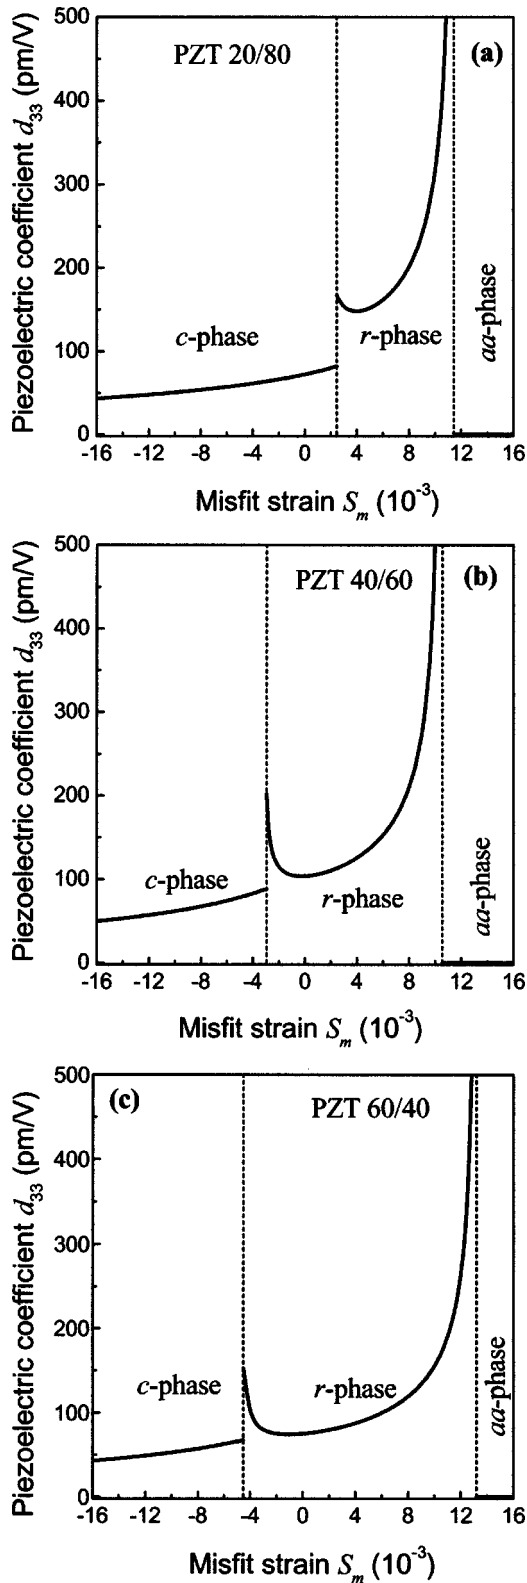 Piezoelectric coefficient d₃₃ (pm/V)
500
400
300
200
100
0
PZT 20/80
(a)
c-phase
r-phase
aa-phase
-16 -12 -8 -4 0 4 8 12 16
Misfit strain Sₘ (10⁻³)
Piezoelectric coefficient d₃₃ (pm/V)
500
400
300
200
100
0
PZT 40/60
(b)
c-phase
r-phase
aa-phase
-16 -12 -8 -4 0 4 8 12 16
Misfit strain Sₘ (10⁻³)
Piezoelectric coefficient d₃₃ (pm/V)
500
400
300
200
100
0
(c)
PZT 60/40
c-phase
r-phase
aa-phase
-16 -12 -8 -4 0 4 8 12 16
Misfit strain Sₘ (10⁻³)